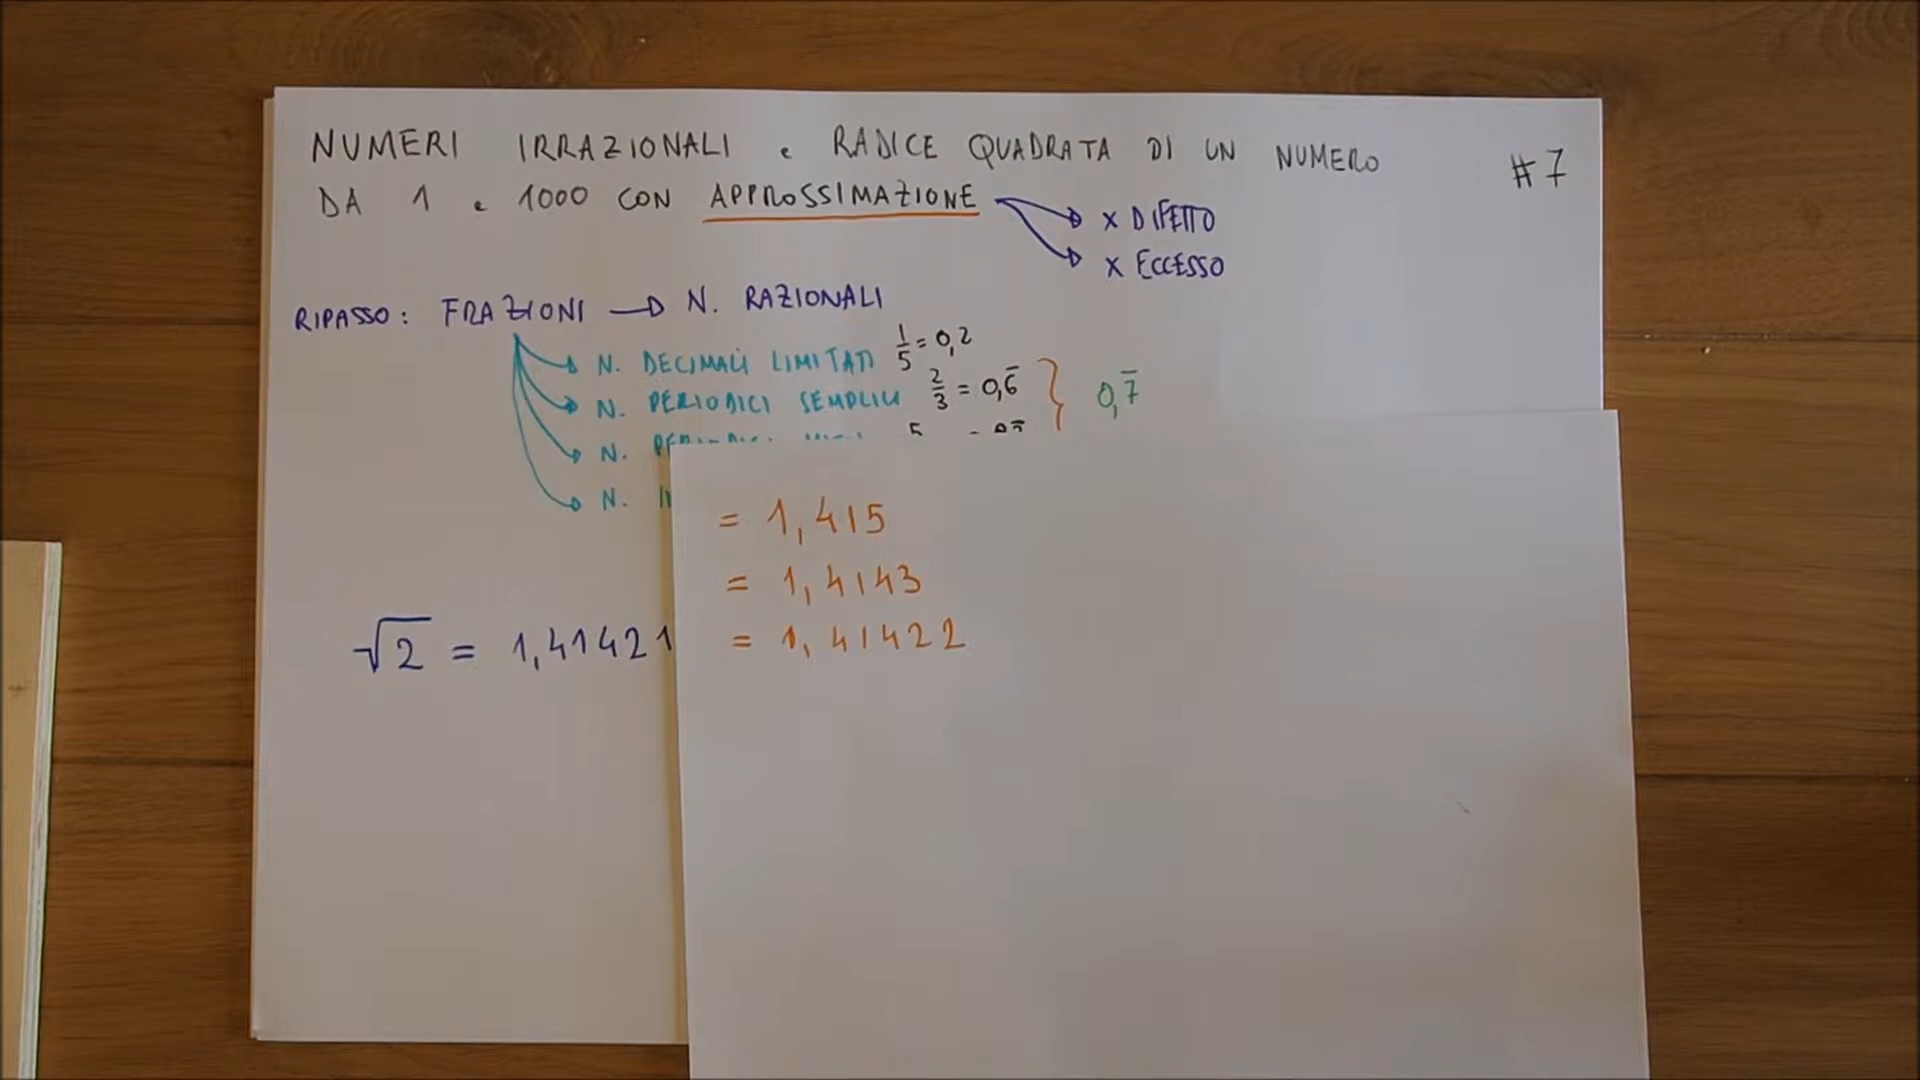 NUMERI IRRAZIONALI e RADICE QUADRATA DI UN NUMERO #7
DA 1 e 1000 CON APPROSSIMAZIONE
x DIFETTO
x ECCESSO
RIPASSO: FRAZIONI → N. RAZIONALI
N. DECIMALI LIMITATI 1/5 = 0,2
N. PERIODICI SEMPLICI 2/3 = 0,6̅ } 0,7̅
N.
N.
= 1,415
= 1,4143
√2 = 1,41421
= 1,41422